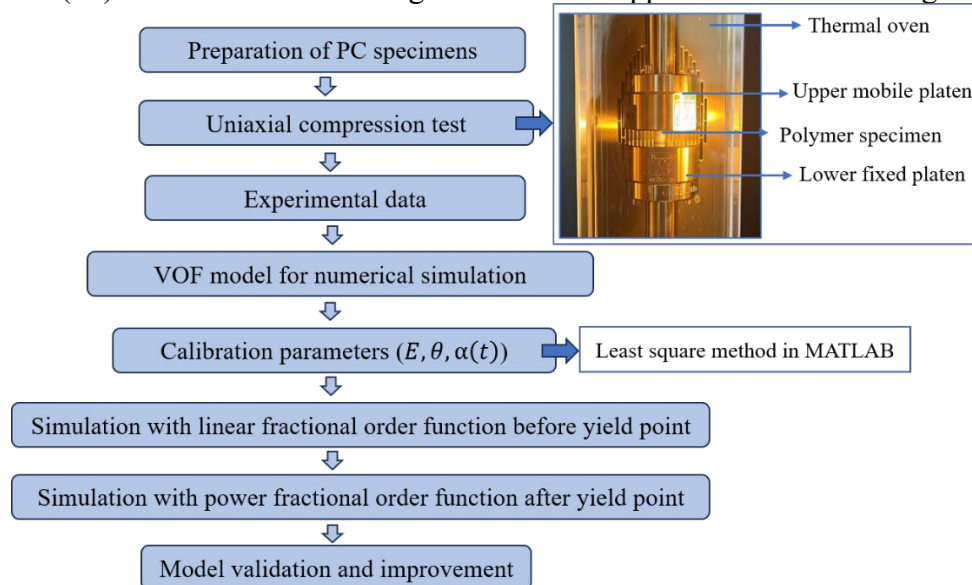 Preparation of PC specimens
Thermal oven
Upper mobile platen
Uniaxial compression test
Polymer specimen
Lower fixed platen
Experimental data
VOF model for numerical simulation
Calibration parameters (E, θ, α(t))
Least square method in MATLAB
Simulation with linear fractional order function before yield point
Simulation with power fractional order function after yield point
Model validation and improvement